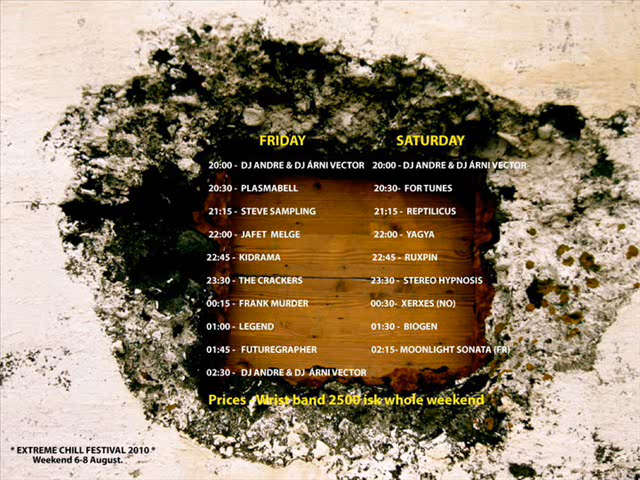 FRIDAY
20:00 - DJ ANDRE & DJ ÁRNI VECTOR
20:30 - PLASMABELL
21:15 - STEVE SAMPLING
22:00 - JAFET MELGE
22:45 - KIDRAMA
23:30 - THE CRACKERS
00:15 - FRANK MURDER
01:00 - LEGEND
01:45 - FUTUREGRAPHER
02:30 - DJ ANDRE & DJ ÁRNI VECTOR
SATURDAY
20:00 - DJ ANDRE & DJ ÁRNI VECTOR
20:30- FOR TUNES
21:15 - REPTILICUS
22:00 - YAGYA
22:45 - RUXPIN
23:30 - STEREO HYPNOSIS
00:30- XERXES (NO)
01:30 - BIOGEN
02:15- MOONLIGHT SONATA (FR)
Prices - Wrist band 2500 isk whole weekend
* EXTREME CHILL FESTIVAL 2010 *
Weekend 6-8 August.